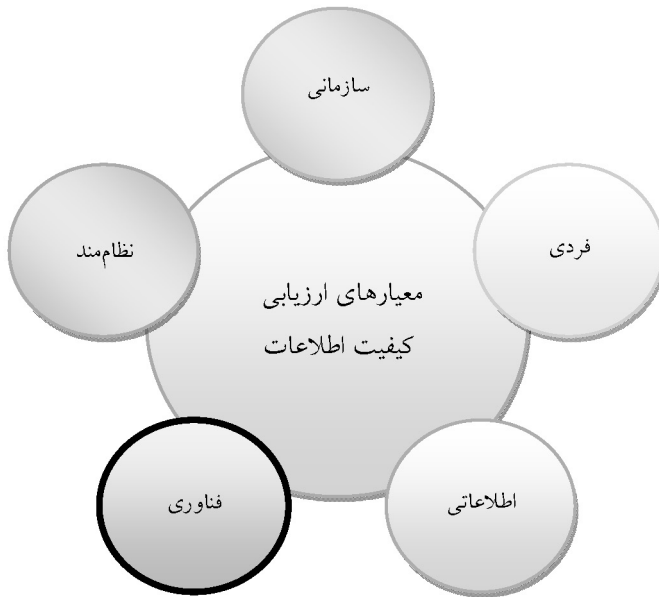 سازمانی
فردی
نظام‌مند
معیارهای ارزیابی
کیفیت اطلاعات
اطلاعاتی
فناوری